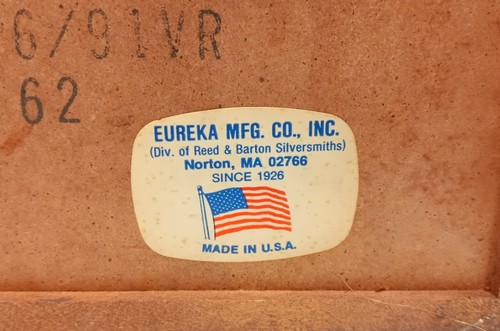 6/91VR
62
EUREKA MFG. CO., INC.
(Div. of Reed & Barton Silversmiths)
Norton, MA 02766
SINCE 1926
MADE IN U.S.A.